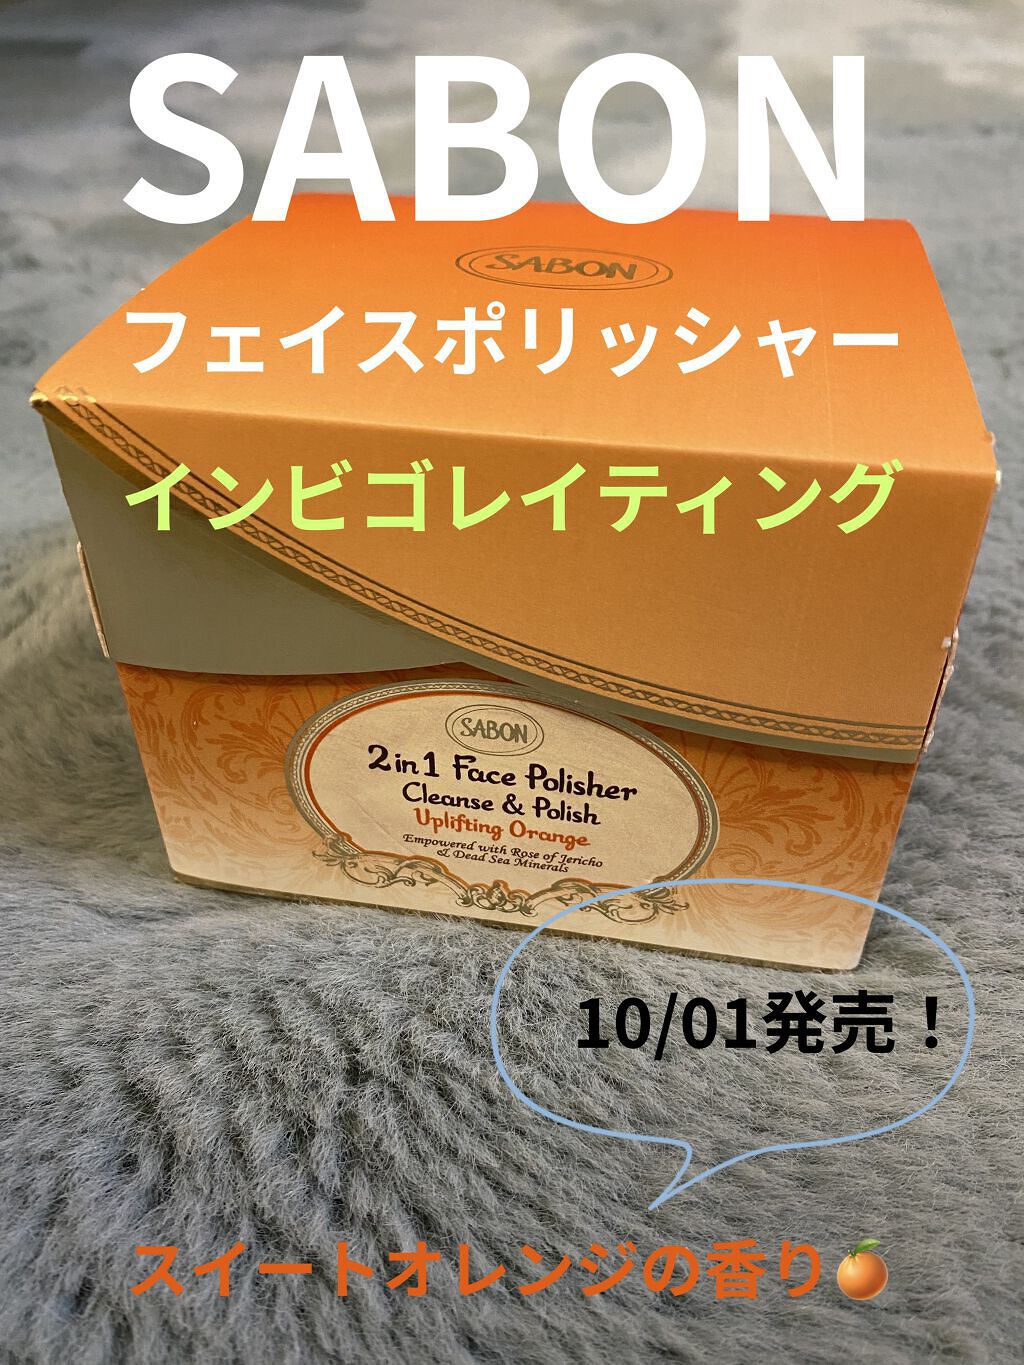 SABON
SABON
フェイスポリッシャー
インビゴレイティング
SABON
2in1 Face Polisher
Cleanse & Polish
Uplifting Orange
Empowered with Rose of Jericho
& Dead Sea Minerals
10/01発売！
スイートオレンジの香り🍊